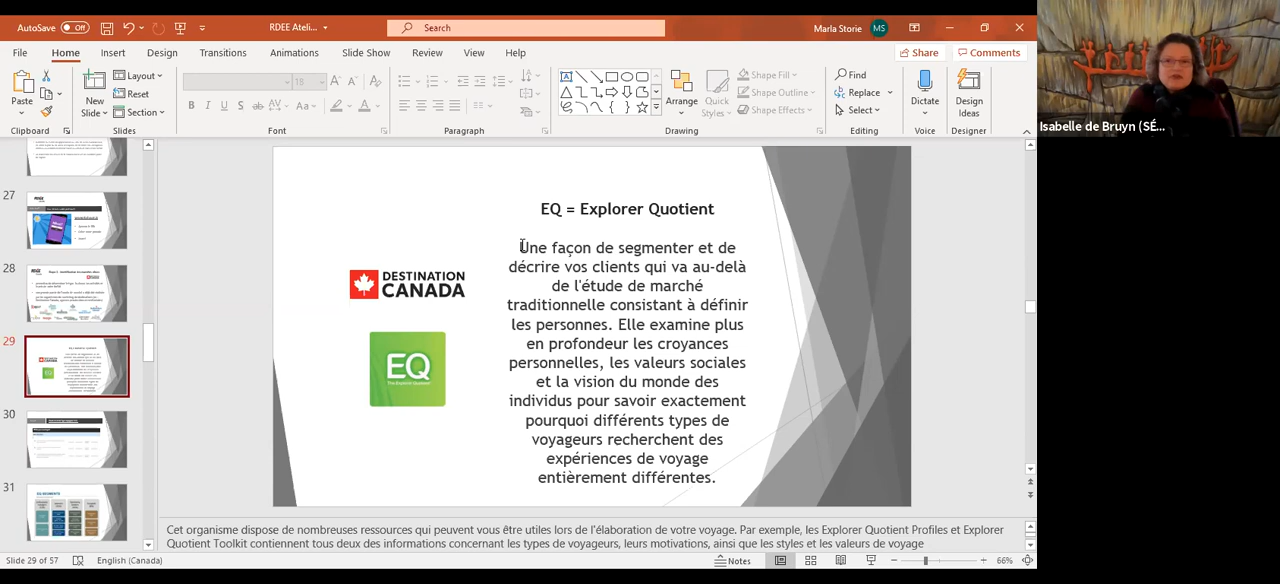 AutoSave Off RDEE Ateli... Search Marla Storie MS
File Home Insert Design Transitions Animations Slide Show Review View Help Share Comments
Paste New Slide Layout Reset Section
Arrange Quick Styles Shape Fill Shape Outline Shape Effects
Find Replace Select Dictate Design Ideas
Clipboard Slides Font Paragraph Drawing Editing Voice Designer
Isabelle de Bruyn (SÉ...
27
28
29
30
31
EQ = Explorer Quotient
Une façon de segmenter et de
décrire vos clients qui va au-delà
de l'étude de marché
traditionnelle consistant à définir
les personnes. Elle examine plus
en profondeur les croyances
personnelles, les valeurs sociales
et la vision du monde des
individus pour savoir exactement
pourquoi différents types de
voyageurs recherchent des
expériences de voyage
entièrement différentes.
DESTINATION
CANADA
EQ
The Explorer Quotient
Cet organisme dispose de nombreuses ressources qui peuvent vous être utiles lors de l'élaboration de votre voyage. Par exemple, les Explorer Quotient Profiles et Explorer
Quotient Toolkit contiennent tous deux des informations concernant les types de voyageurs, leurs motivations, ainsi que les styles et les valeurs de voyage
Slide 29 of 57 English (Canada) Notes 66%